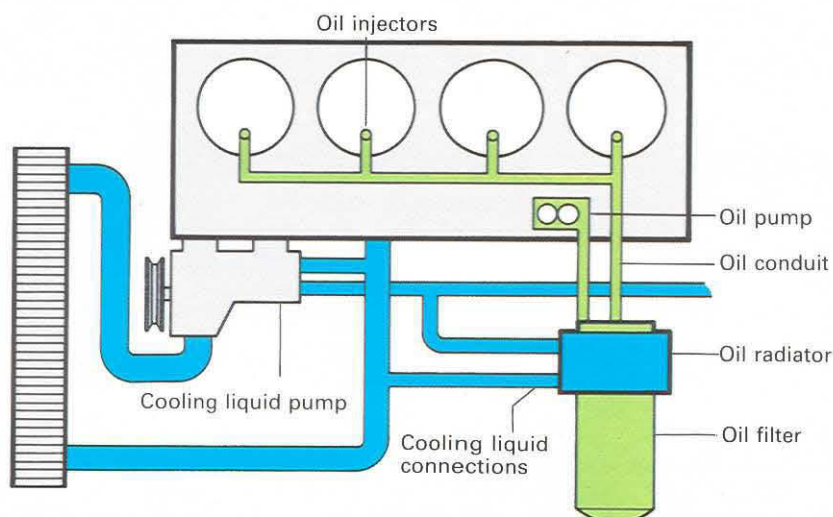 Oil injectors
Oil pump
Oil conduit
Oil radiator
Cooling liquid pump
Oil filter
Cooling liquid
connections